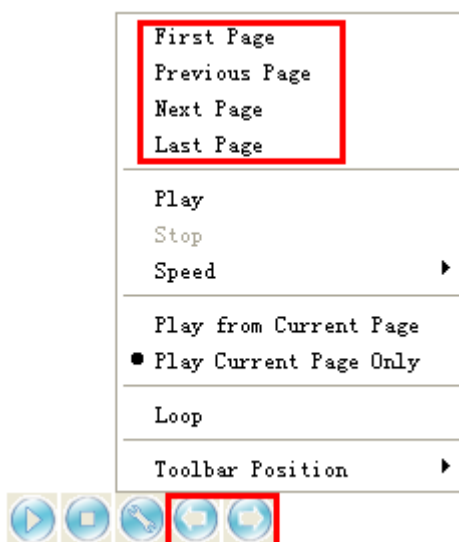 First Page
Previous Page
Next Page
Last Page
Play
Stop
Speed
Play from Current Page
Play Current Page Only
Loop
Toolbar Position